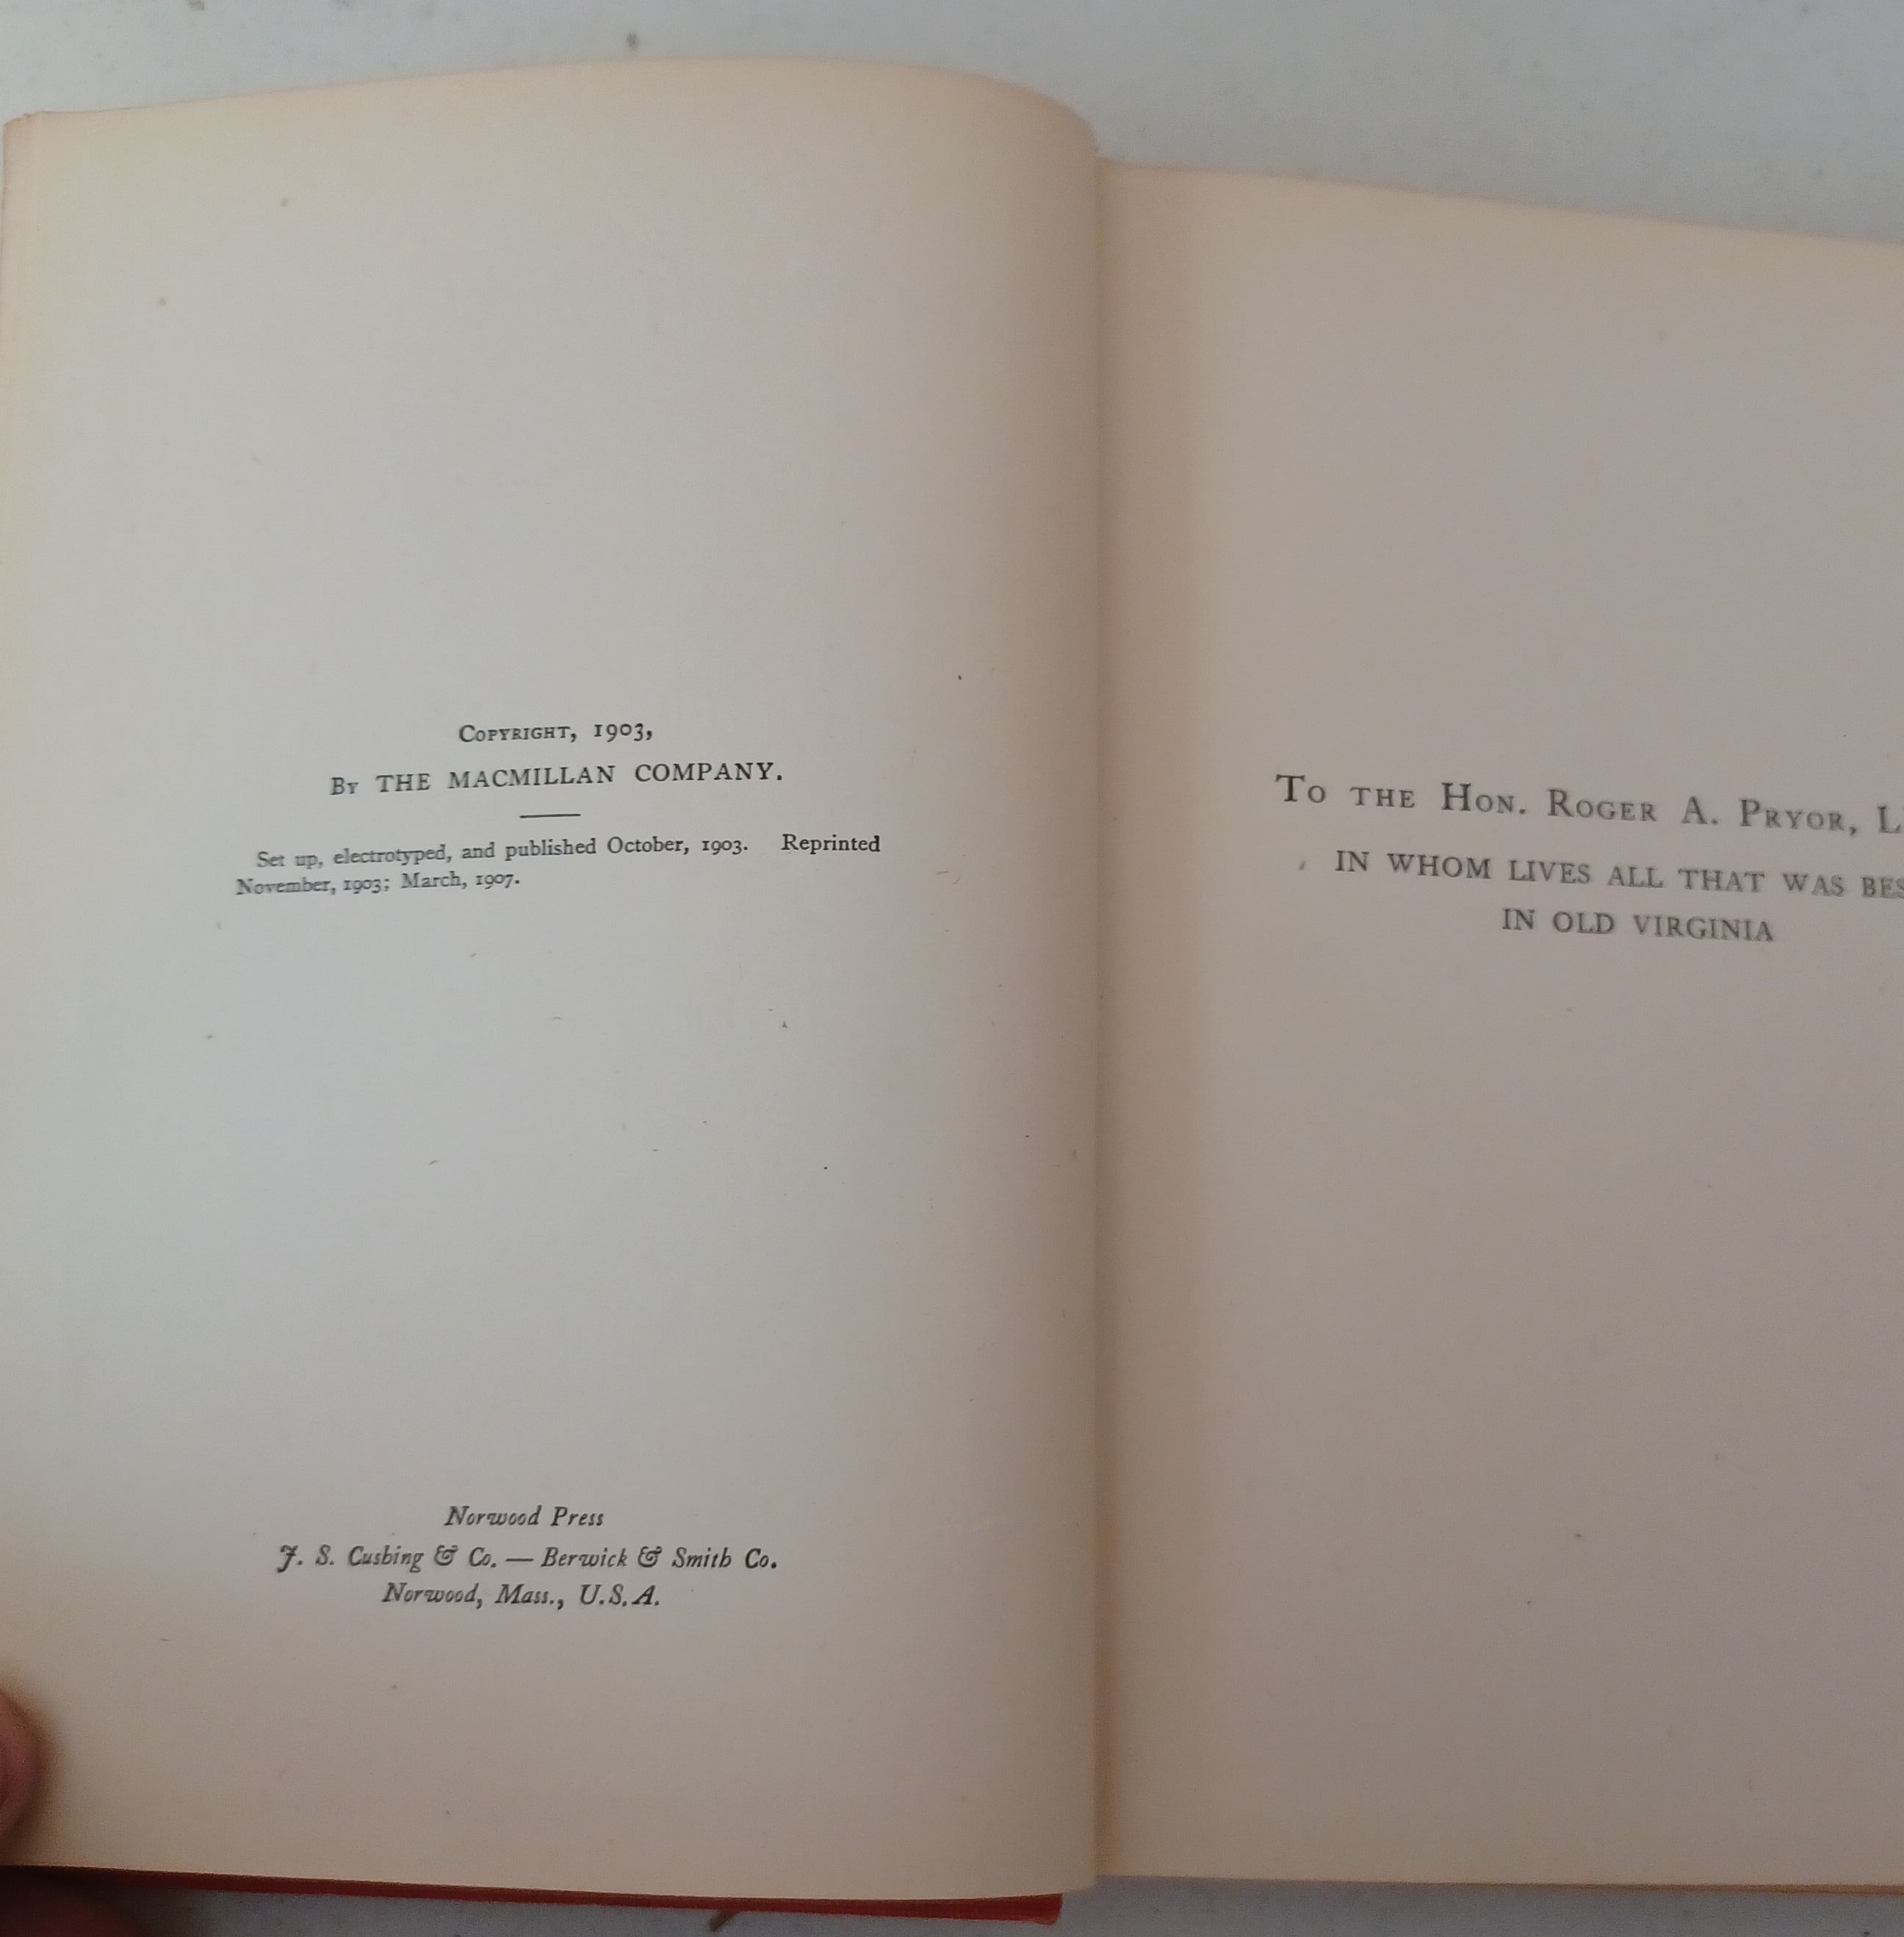 Copyright, 1903,
By THE MACMILLAN COMPANY.
Set up, electrotyped, and published October, 1903. Reprinted
November, 1903; March, 1907.
Norwood Press
J. S. Cushing & Co. — Berwick & Smith Co.
Norwood, Mass., U.S.A.
To the Hon. Roger A. Pryor,
IN WHOM LIVES ALL THAT WAS
IN OLD VIRGINIA